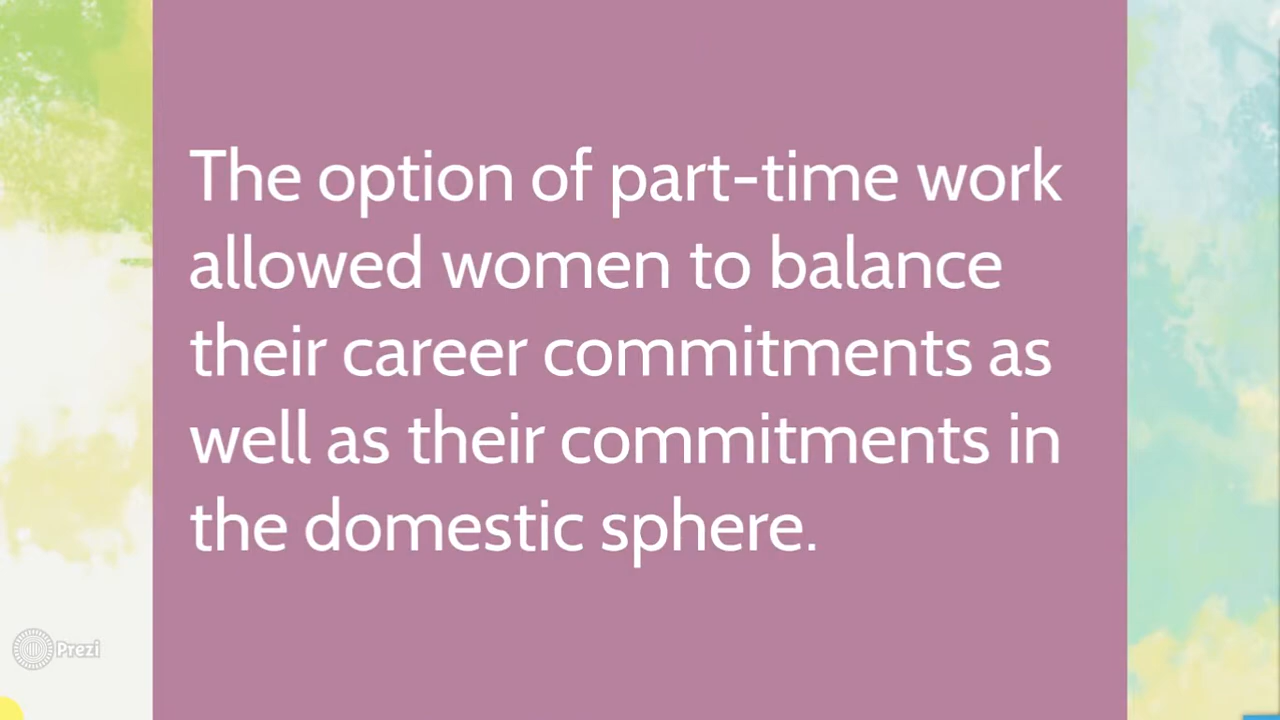 The option of part-time work
allowed women to balance
their career commitments as
well as their commitments in
the domestic sphere.
Prezi